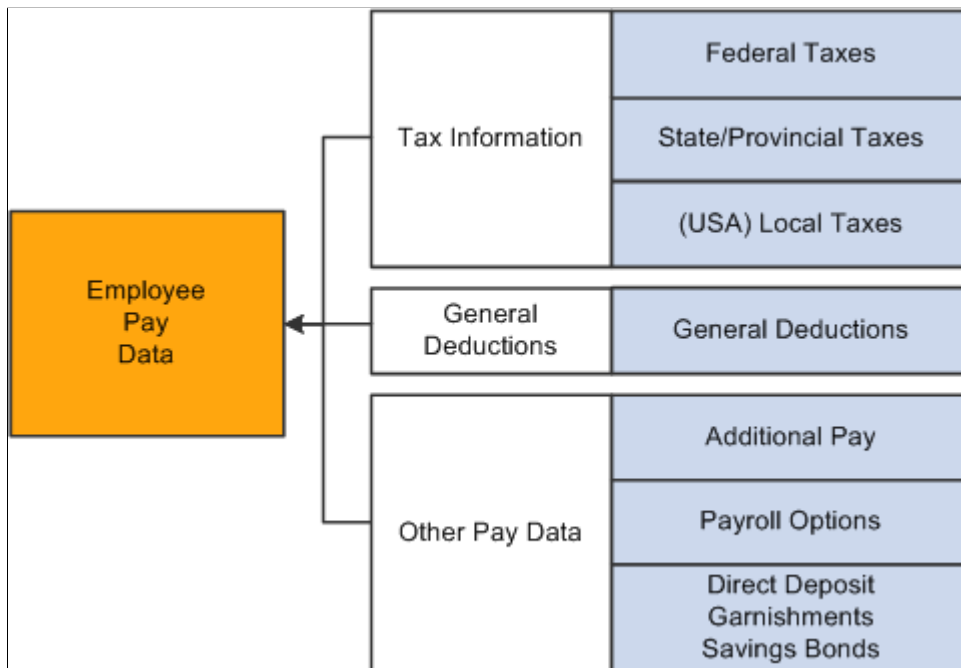 Employee
Pay
Data
Tax Information
Federal Taxes
State/Provincial Taxes
(USA) Local Taxes
General
Deductions
General Deductions
Other Pay Data
Additional Pay
Payroll Options
Direct Deposit
Garnishments
Savings Bonds